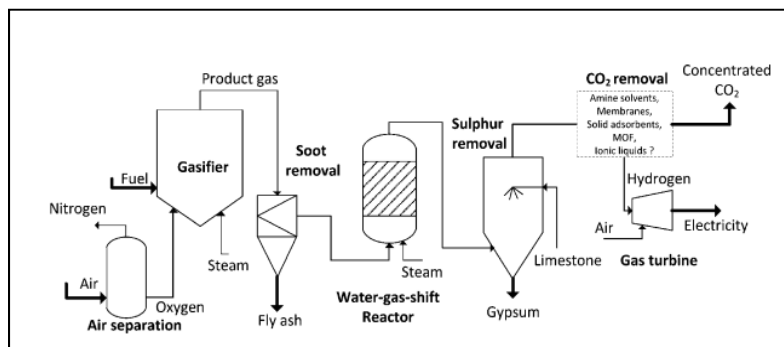 Product gas
Gasifier
Fuel
Nitrogen
Air
Oxygen
Air separation
Steam
Soot
removal
Fly ash
Water-gas-shift
Reactor
Steam
Sulphur
removal
Limestone
Gypsum
CO₂ removal
Amine solvents,
Membranes,
Solid adsorbents,
MOF,
Ionic liquids ?
Concentrated
CO₂
Hydrogen
Air
Electricity
Gas turbine